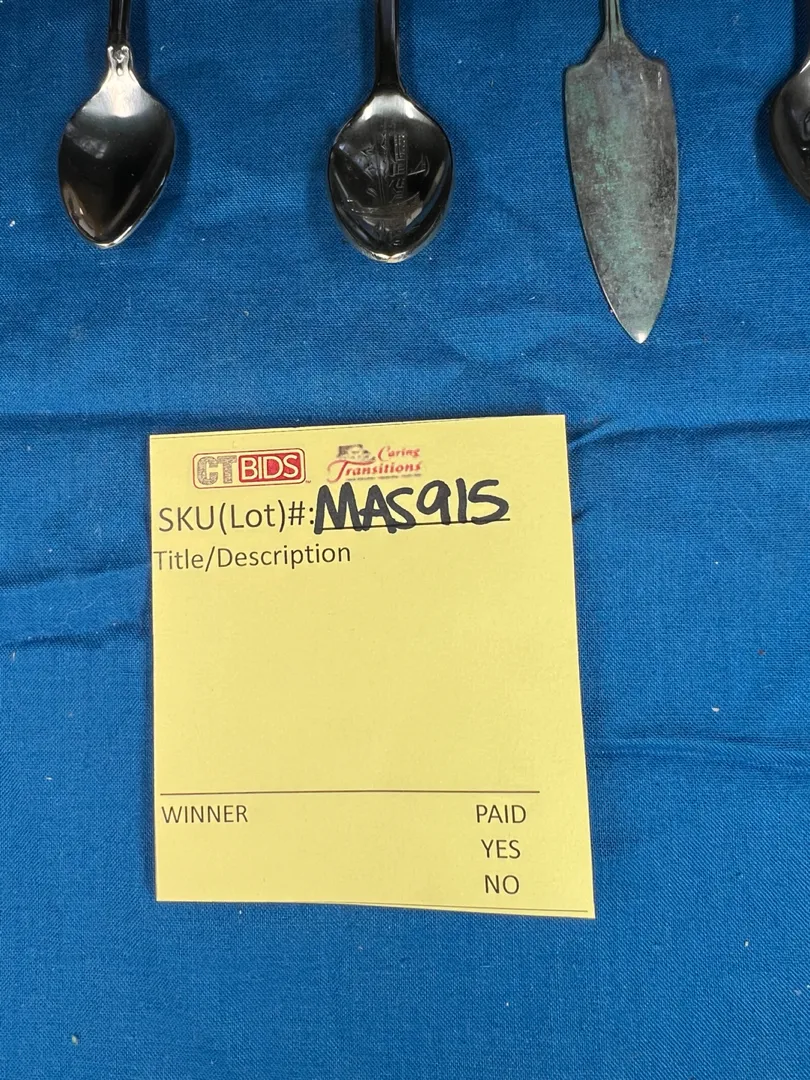 CTBIDS
Caring
Transitions
SKU(Lot)#: MAS915
Title/Description
WINNER
PAID
YES
NO